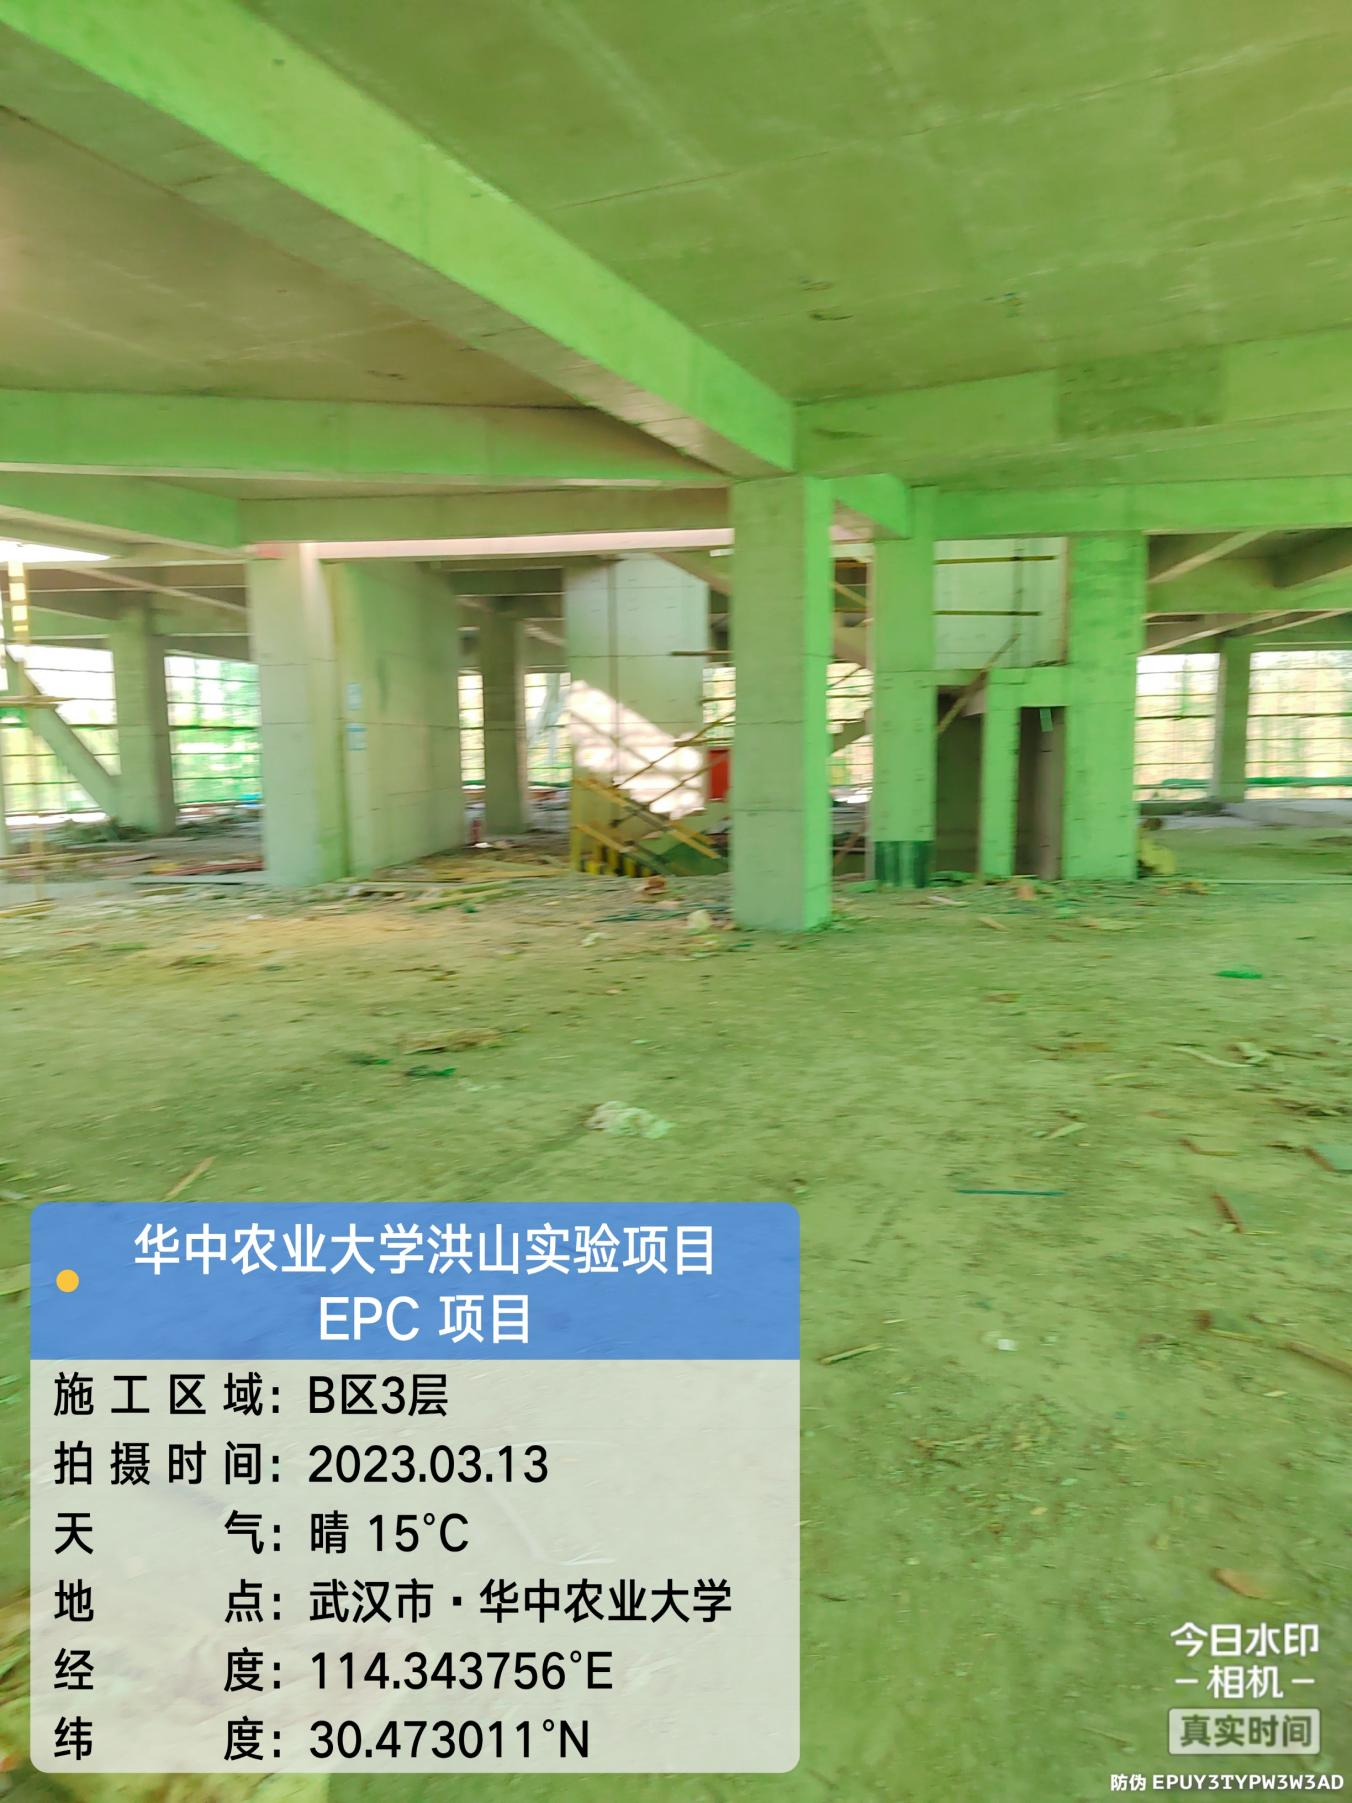 华中农业大学洪山实验项目
EPC 项目
施工区域：B区3层
拍摄时间：2023.03.13
天气：晴 15°C
地点：武汉市·华中农业大学
经度：114.343756°E
纬度：30.473011°N
今日水印
相机
真实时间
防伪 EPUY3TYPW3W3AD